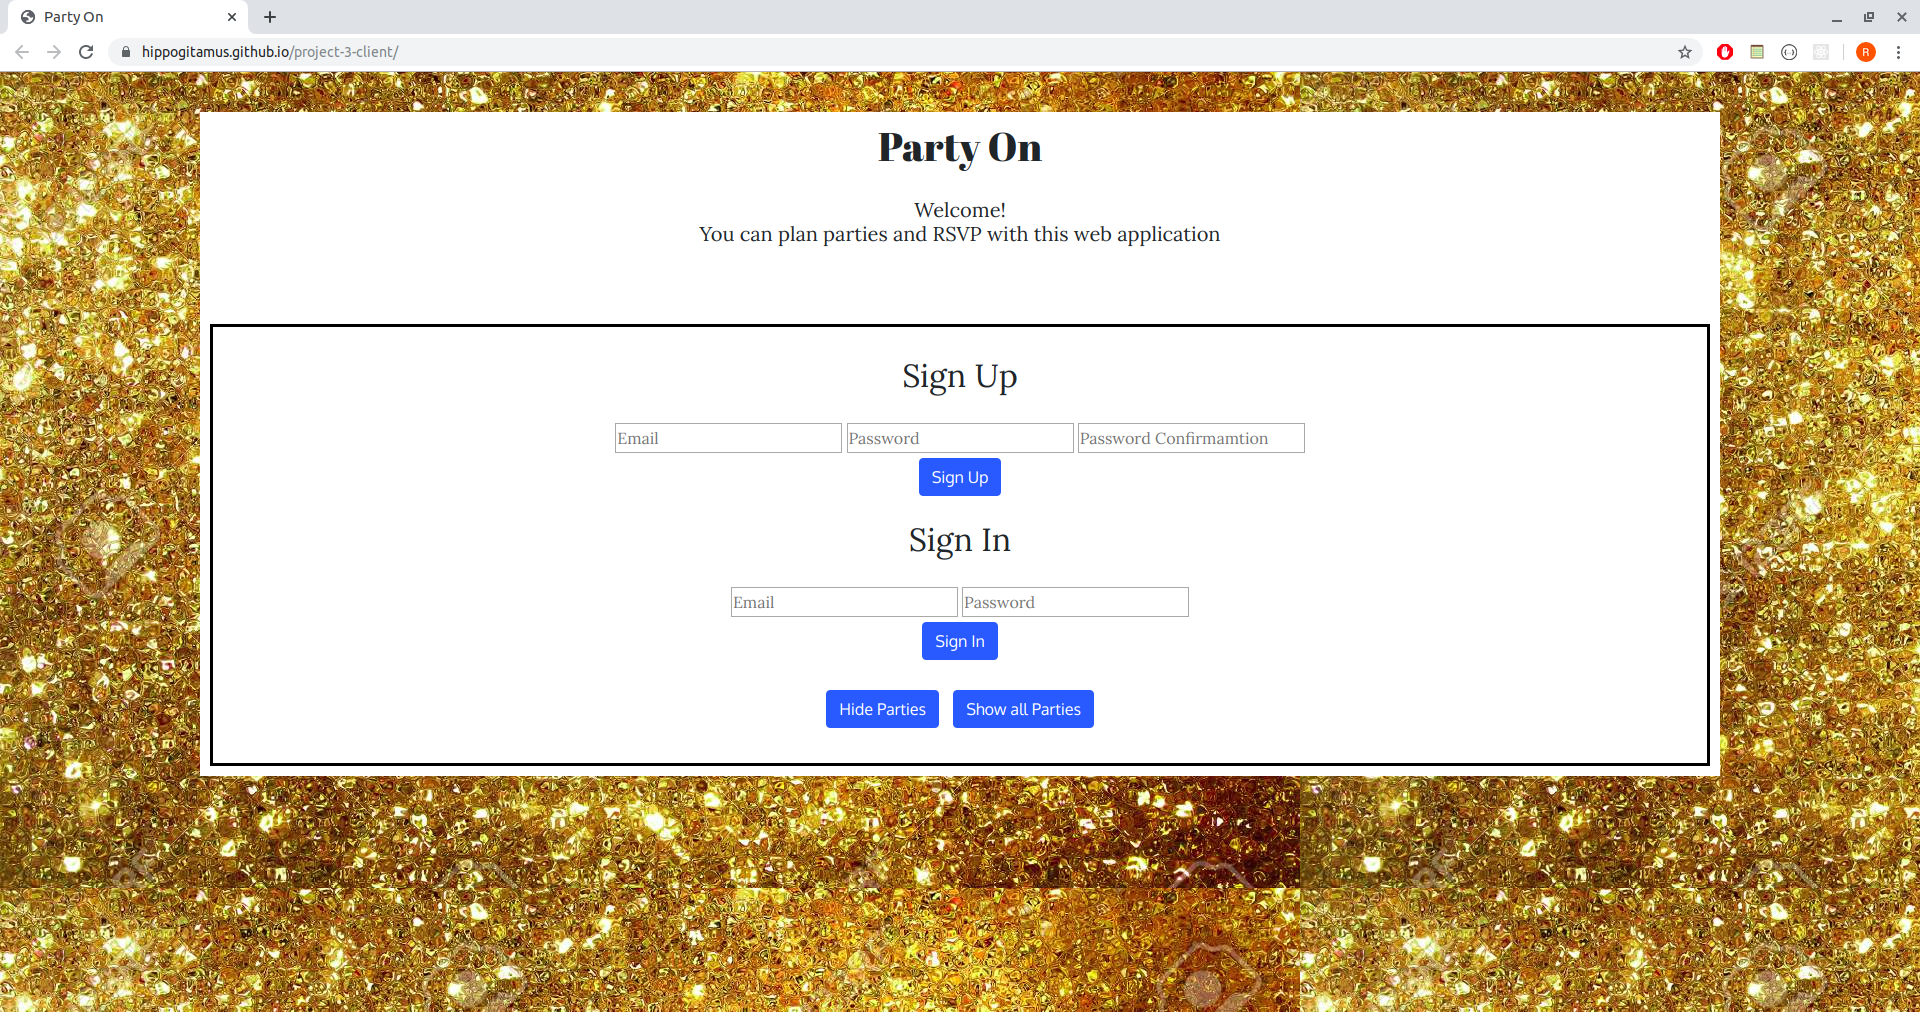 Party On
hippogitamus.github.io/project-3-client/
R
Party On
Welcome!
You can plan parties and RSVP with this web application
Sign Up
Email Password Password Confirmamtion
Sign Up
Sign In
Email Password
Sign In
Hide Parties Show all Parties